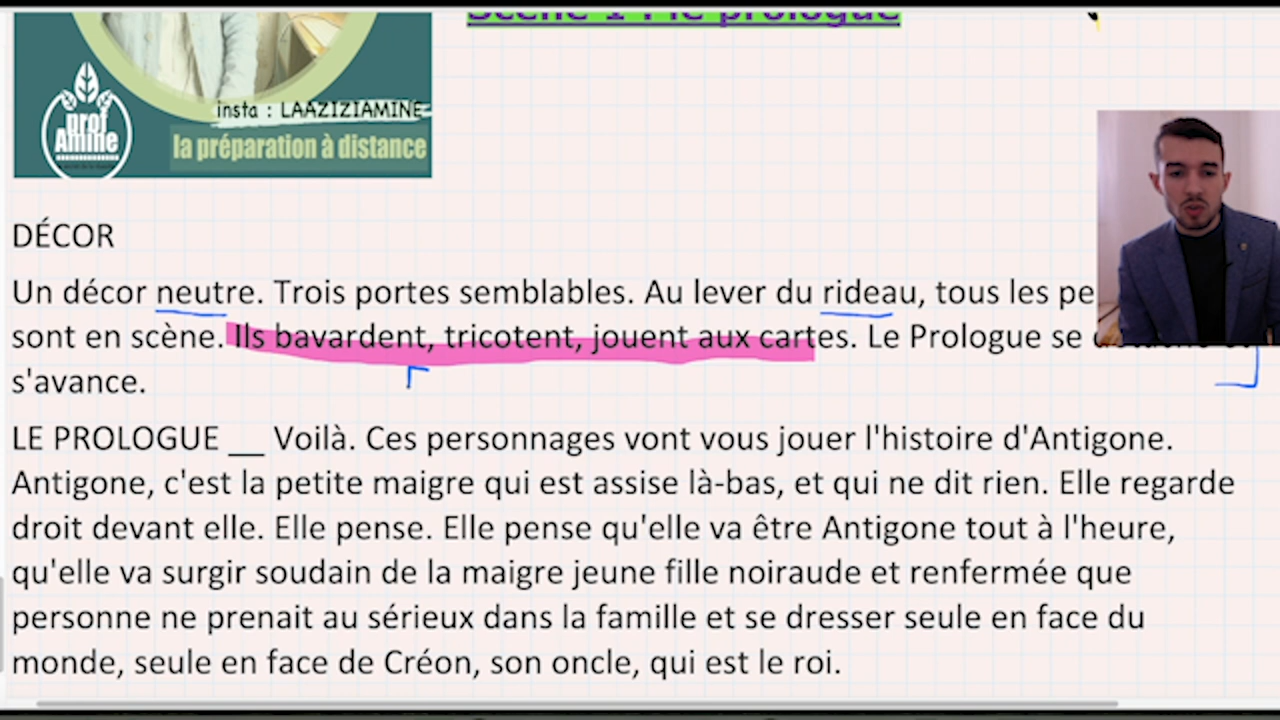 Scène 1 : le prologue
insta : LAAZIZIAMINE
prof
Amine
la préparation à distance
DÉCOR
Un décor neutre. Trois portes semblables. Au lever du rideau, tous les pe
sont en scène. Ils bavardent, tricotent, jouent aux cartes. Le Prologue se
s'avance.
LE PROLOGUE __ Voilà. Ces personnages vont vous jouer l'histoire d'Antigone.
Antigone, c'est la petite maigre qui est assise là-bas, et qui ne dit rien. Elle regarde
droit devant elle. Elle pense. Elle pense qu'elle va être Antigone tout à l'heure,
qu'elle va surgir soudain de la maigre jeune fille noiraude et renfermée que
personne ne prenait au sérieux dans la famille et se dresser seule en face du
monde, seule en face de Créon, son oncle, qui est le roi.